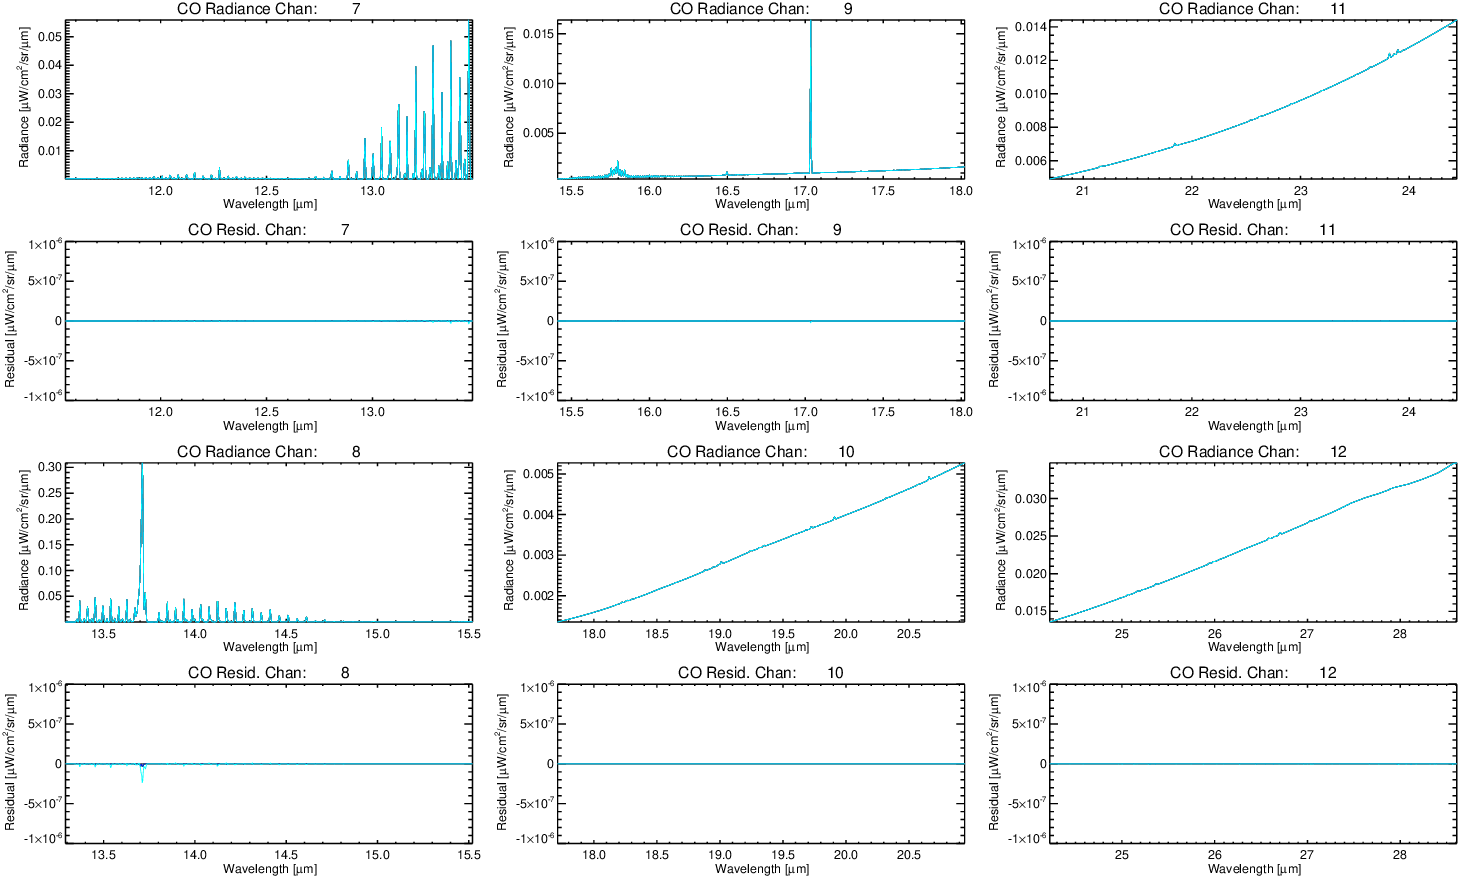 CO Radiance Chan: 7
Radiance [μW/cm²/sr/μm]
0.05
0.04
0.03
0.02
0.01
12.0 12.5 13.0
Wavelength [μm]
CO Radiance Chan: 9
Radiance [μW/cm²/sr/μm]
0.015
0.010
0.005
15.5 16.0 16.5 17.0 17.5 18.0
Wavelength [μm]
CO Radiance Chan: 11
Radiance [μW/cm²/sr/μm]
0.014
0.012
0.010
0.008
0.006
21 22 23 24
Wavelength [μm]
CO Resid. Chan: 7
Residual [μW/cm²/sr/μm]
1×10⁻⁶
5×10⁻⁷
0
-5×10⁻⁷
-1×10⁻⁶
12.0 12.5 13.0
Wavelength [μm]
CO Resid. Chan: 9
Residual [μW/cm²/sr/μm]
1×10⁻⁶
5×10⁻⁷
0
-5×10⁻⁷
-1×10⁻⁶
15.5 16.0 16.5 17.0 17.5 18.0
Wavelength [μm]
CO Resid. Chan: 11
Residual [μW/cm²/sr/μm]
1×10⁻⁶
5×10⁻⁷
0
-5×10⁻⁷
-1×10⁻⁶
21 22 23 24
Wavelength [μm]
CO Radiance Chan: 8
Radiance [μW/cm²/sr/μm]
0.30
0.25
0.20
0.15
0.10
0.05
13.5 14.0 14.5 15.0 15.5
Wavelength [μm]
CO Radiance Chan: 10
Radiance [μW/cm²/sr/μm]
0.005
0.004
0.003
0.002
18.0 18.5 19.0 19.5 20.0 20.5
Wavelength [μm]
CO Radiance Chan: 12
Radiance [μW/cm²/sr/μm]
0.030
0.025
0.020
0.015
25 26 27 28
Wavelength [μm]
CO Resid. Chan: 8
Residual [μW/cm²/sr/μm]
1×10⁻⁶
5×10⁻⁷
0
-5×10⁻⁷
-1×10⁻⁶
13.5 14.0 14.5 15.0 15.5
Wavelength [μm]
CO Resid. Chan: 10
Residual [μW/cm²/sr/μm]
1×10⁻⁶
5×10⁻⁷
0
-5×10⁻⁷
-1×10⁻⁶
18.0 18.5 19.0 19.5 20.0 20.5
Wavelength [μm]
CO Resid. Chan: 12
Residual [μW/cm²/sr/μm]
1×10⁻⁶
5×10⁻⁷
0
-5×10⁻⁷
-1×10⁻⁶
25 26 27 28
Wavelength [μm]